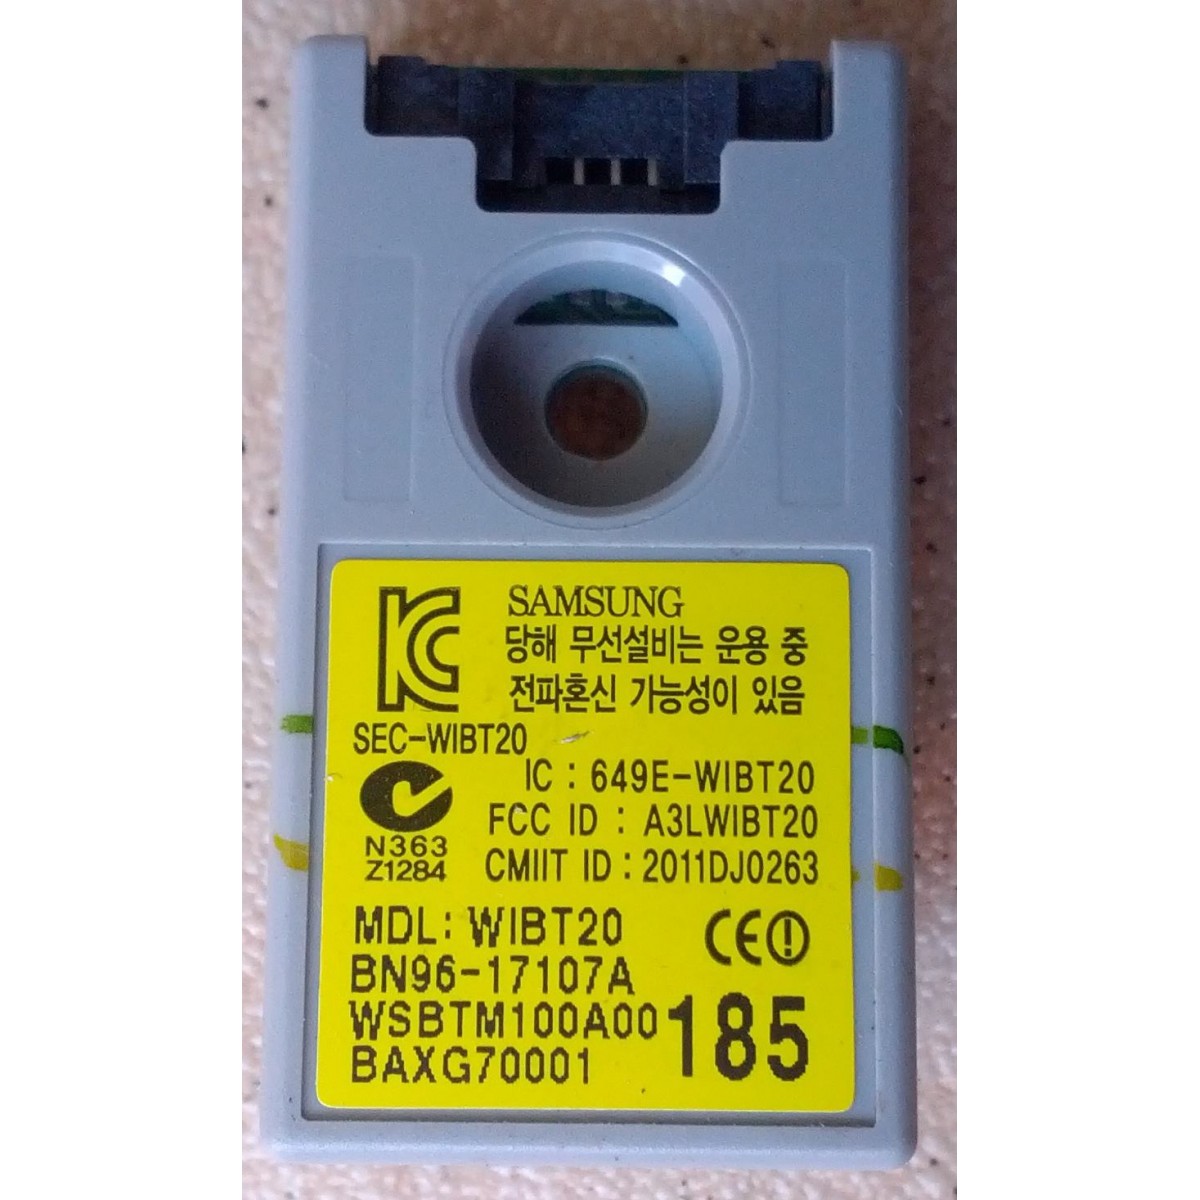 SAMSUNG
당해 무선설비는 운용 중
전파혼신 가능성이 있음
SEC-WIBT20
IC : 649E-WIBT20
FCC ID : A3LWIBT20
N363
Z1284
CMIIT ID : 2011DJ0263
MDL: WIBT20
BN96-17107A
WSBTM100A00
BAXG70001
185